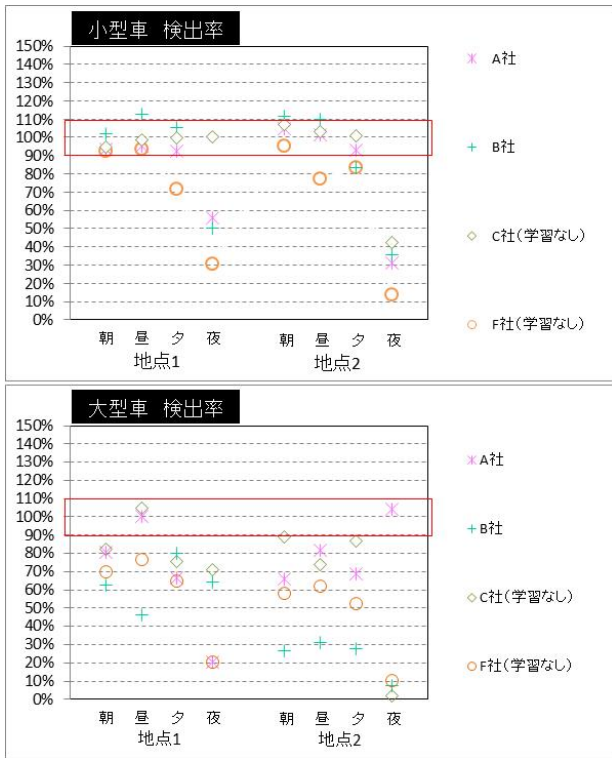 小型車 検出率
150%
140%
130%
120%
110%
100%
90%
80%
70%
60%
50%
40%
30%
20%
10%
0%
朝 昼 夕 夜 朝 昼 夕 夜
地点1 地点2
A社
B社
C社(学習なし)
F社(学習なし)
大型車 検出率
150%
140%
130%
120%
110%
100%
90%
80%
70%
60%
50%
40%
30%
20%
10%
0%
朝 昼 夕 夜 朝 昼 夕 夜
地点1 地点2
A社
B社
C社(学習なし)
F社(学習なし)